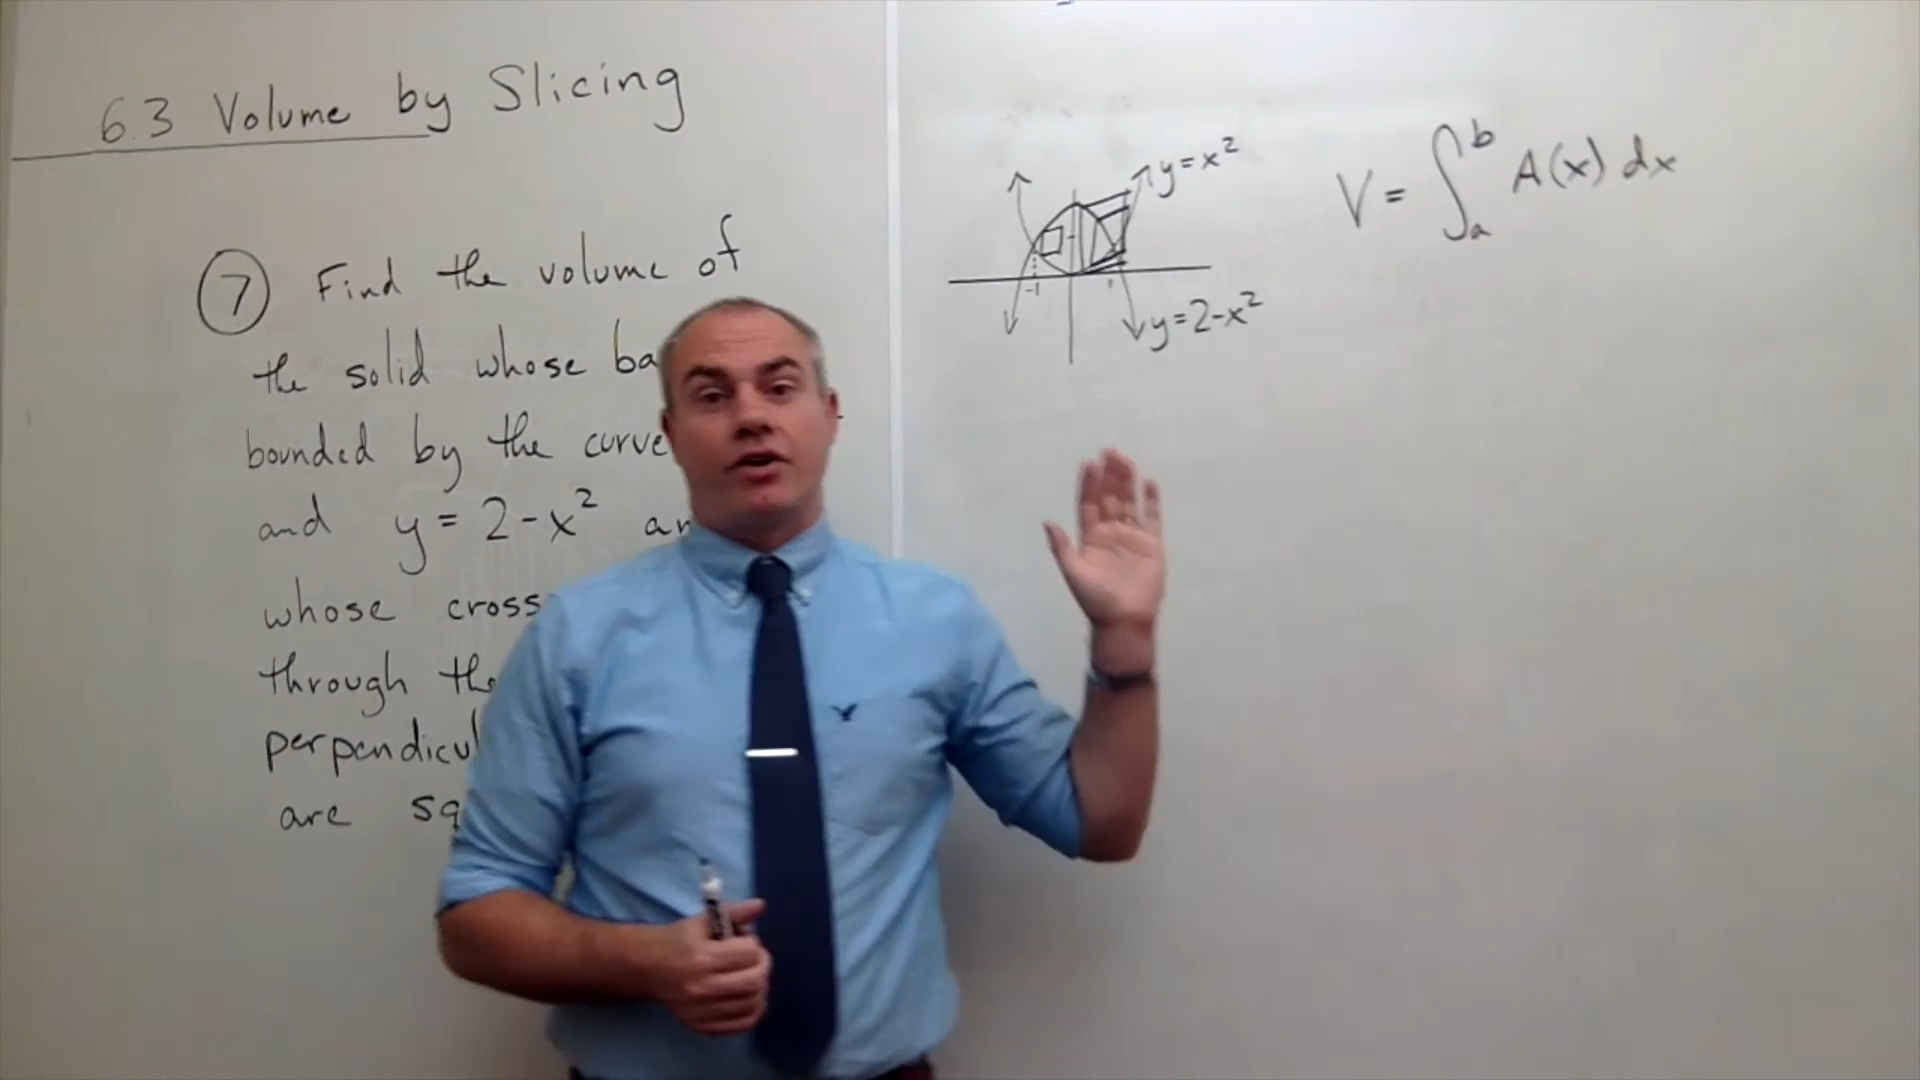 6.3 Volume by Slicing
7 Find the volume of
the solid whose ba
bounded by the curve
and y = 2-x²
whose cross
through the
perpendicul
are sq
y=x²
y=2-x²
-1 1
V = ∫ₐᵇ A(x) dx